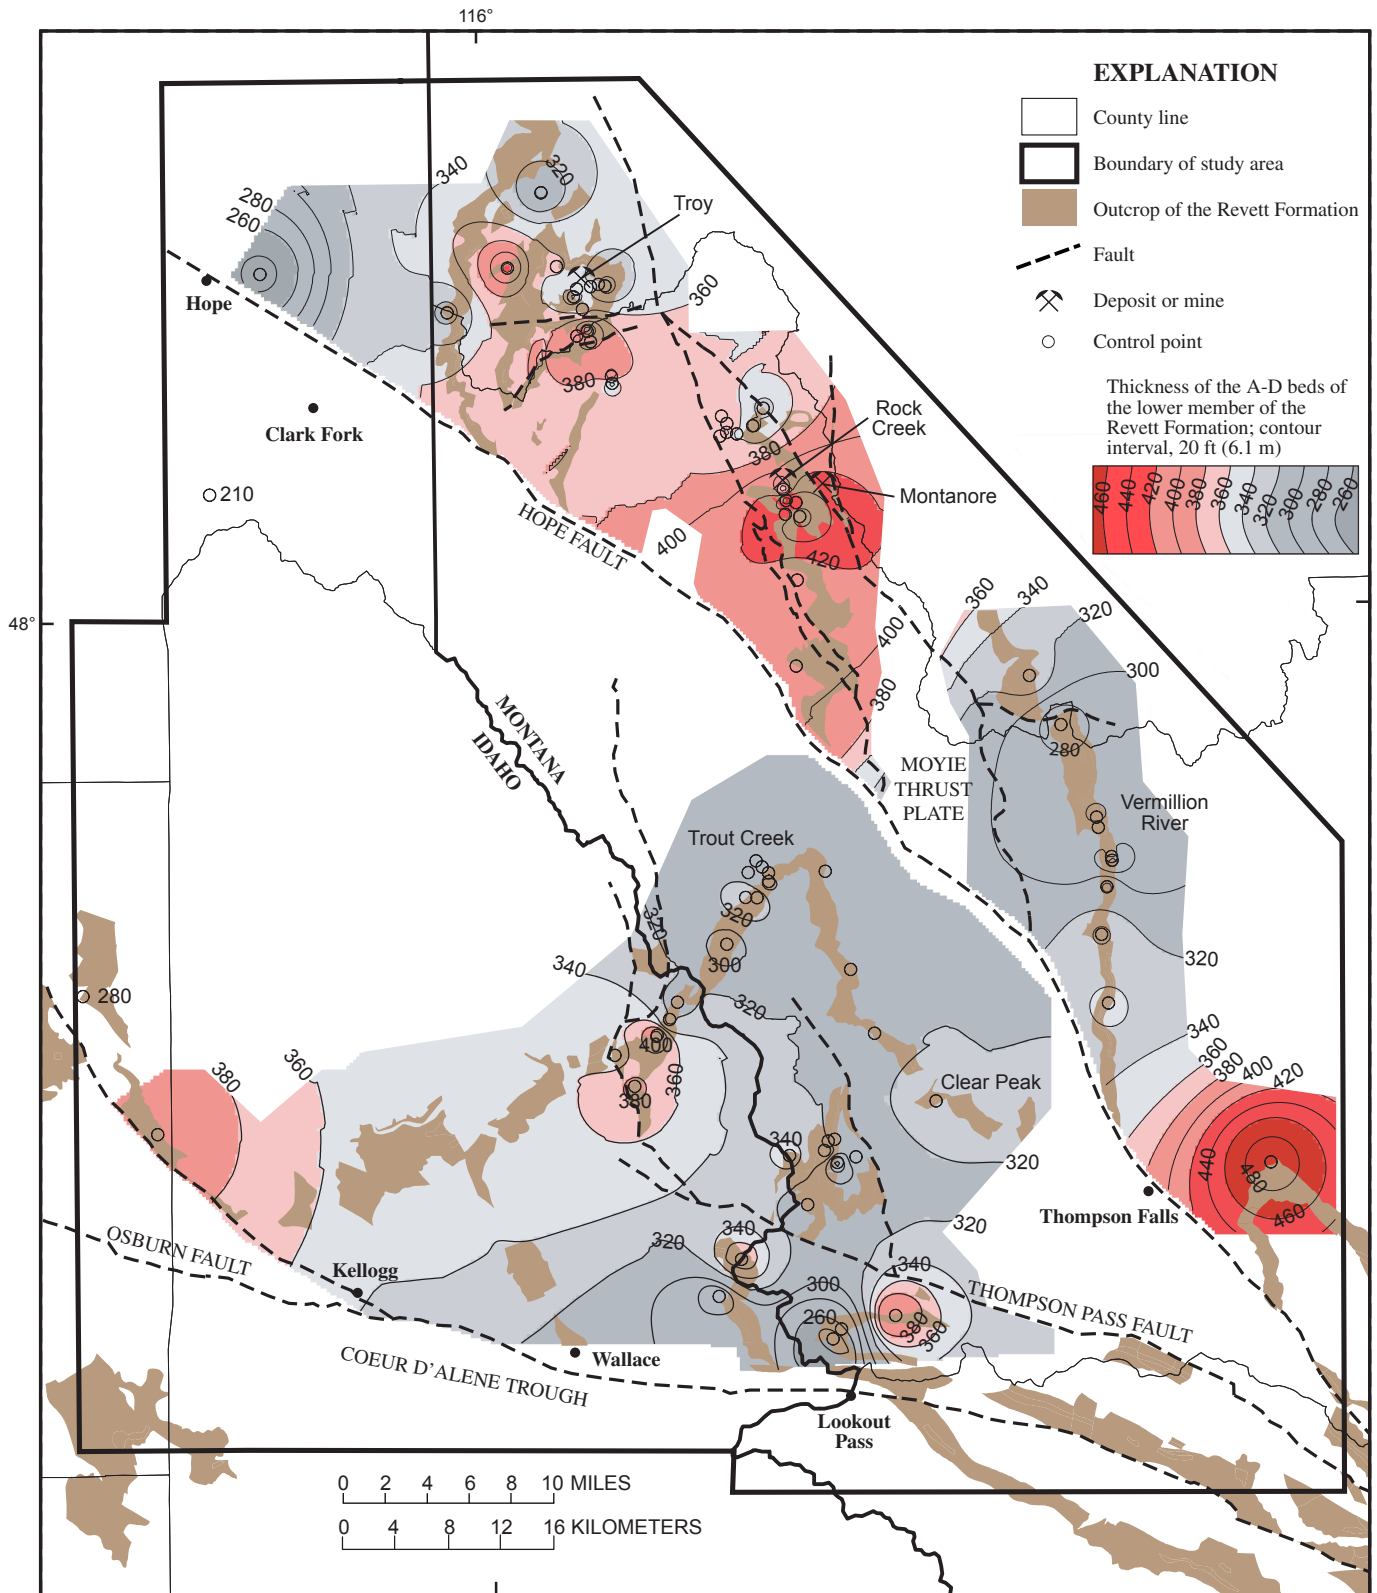 116°
EXPLANATION
County line
Boundary of study area
Outcrop of the Revett Formation
Fault
Deposit or mine
Control point
Thickness of the A-D beds of
the lower member of the
Revett Formation; contour
interval, 20 ft (6.1 m)
460 440 420 400 380 360 340 320 300 280 260
340
320
280
260
Troy
360
Hope
380
Clark Fork
Rock
Creek
380
Montanore
210
HOPE FAULT
400
420
48°
360
340
320
400
300
380
MONTANA
IDAHO
280
MOYIE
THRUST
PLATE
Vermillion
River
Trout Creek
320
320
300
340
320
280
320
340
400
360
380
400
420
360
380
360
380
Clear Peak
340
320
440
480
460
Thompson Falls
OSBURN FAULT
320
340
320
340
Kellogg
300
260
380
360
THOMPSON PASS FAULT
Wallace
COEUR D'ALENE TROUGH
Lookout
Pass
0 2 4 6 8 10 MILES
0 4 8 12 16 KILOMETERS